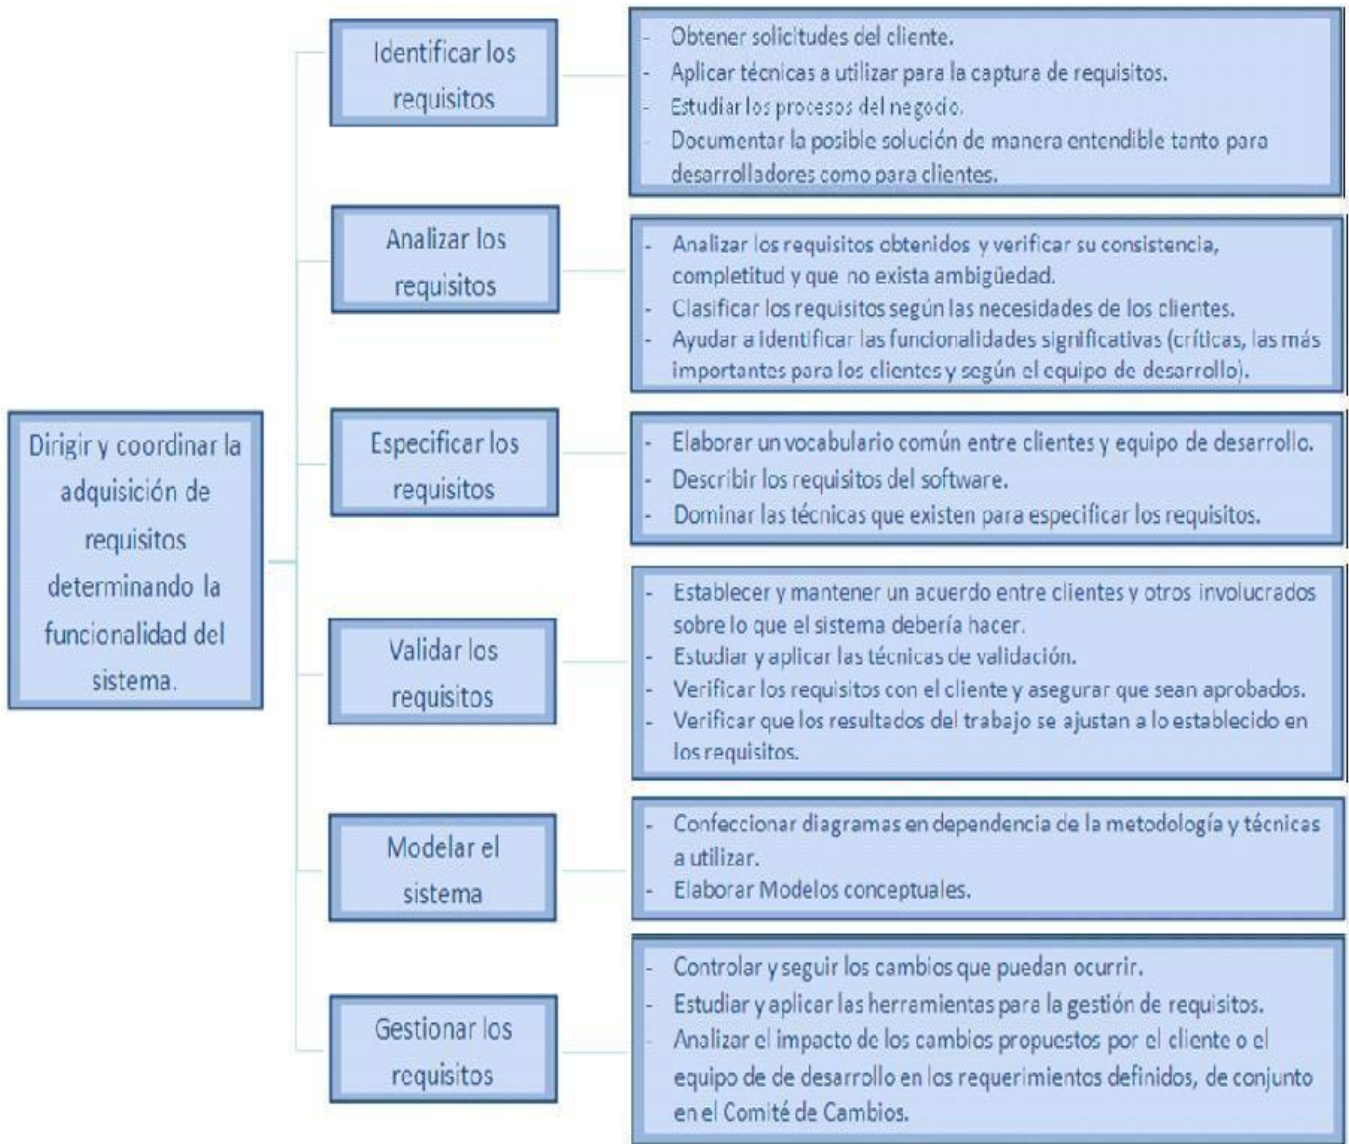 Dirigir y coordinar la
adquisición de
requisitos
determinando la
funcionalidad del
sistema.
Identificar los
requisitos
- Obtener solicitudes del cliente.
- Aplicar técnicas a utilizar para la captura de requisitos.
- Estudiar los procesos del negocio.
- Documentar la posible solución de manera entendible tanto para
desarrolladores como para clientes.
Analizar los
requisitos
- Analizar los requisitos obtenidos y verificar su consistencia,
completitud y que no exista ambigüedad.
- Clasificar los requisitos según las necesidades de los clientes.
- Ayudar a identificar las funcionalidades significativas (críticas, las más
importantes para los clientes y según el equipo de desarrollo).
Especificar los
requisitos
- Elaborar un vocabulario común entre clientes y equipo de desarrollo.
- Describir los requisitos del software.
- Dominar las técnicas que existen para especificar los requisitos.
Validar los
requisitos
- Establecer y mantener un acuerdo entre clientes y otros involucrados
sobre lo que el sistema debería hacer.
- Estudiar y aplicar las técnicas de validación.
- Verificar los requisitos con el cliente y asegurar que sean aprobados.
- Verificar que los resultados del trabajo se ajustan a lo establecido en
los requisitos.
Modelar el
sistema
- Confeccionar diagramas en dependencia de la metodología y técnicas
a utilizar.
- Elaborar Modelos conceptuales.
Gestionar los
requisitos
- Controlar y seguir los cambios que puedan ocurrir.
- Estudiar y aplicar las herramientas para la gestión de requisitos.
- Analizar el impacto de los cambios propuestos por el cliente o el
equipo de de desarrollo en los requerimientos definidos, de conjunto
en el Comité de Cambios.